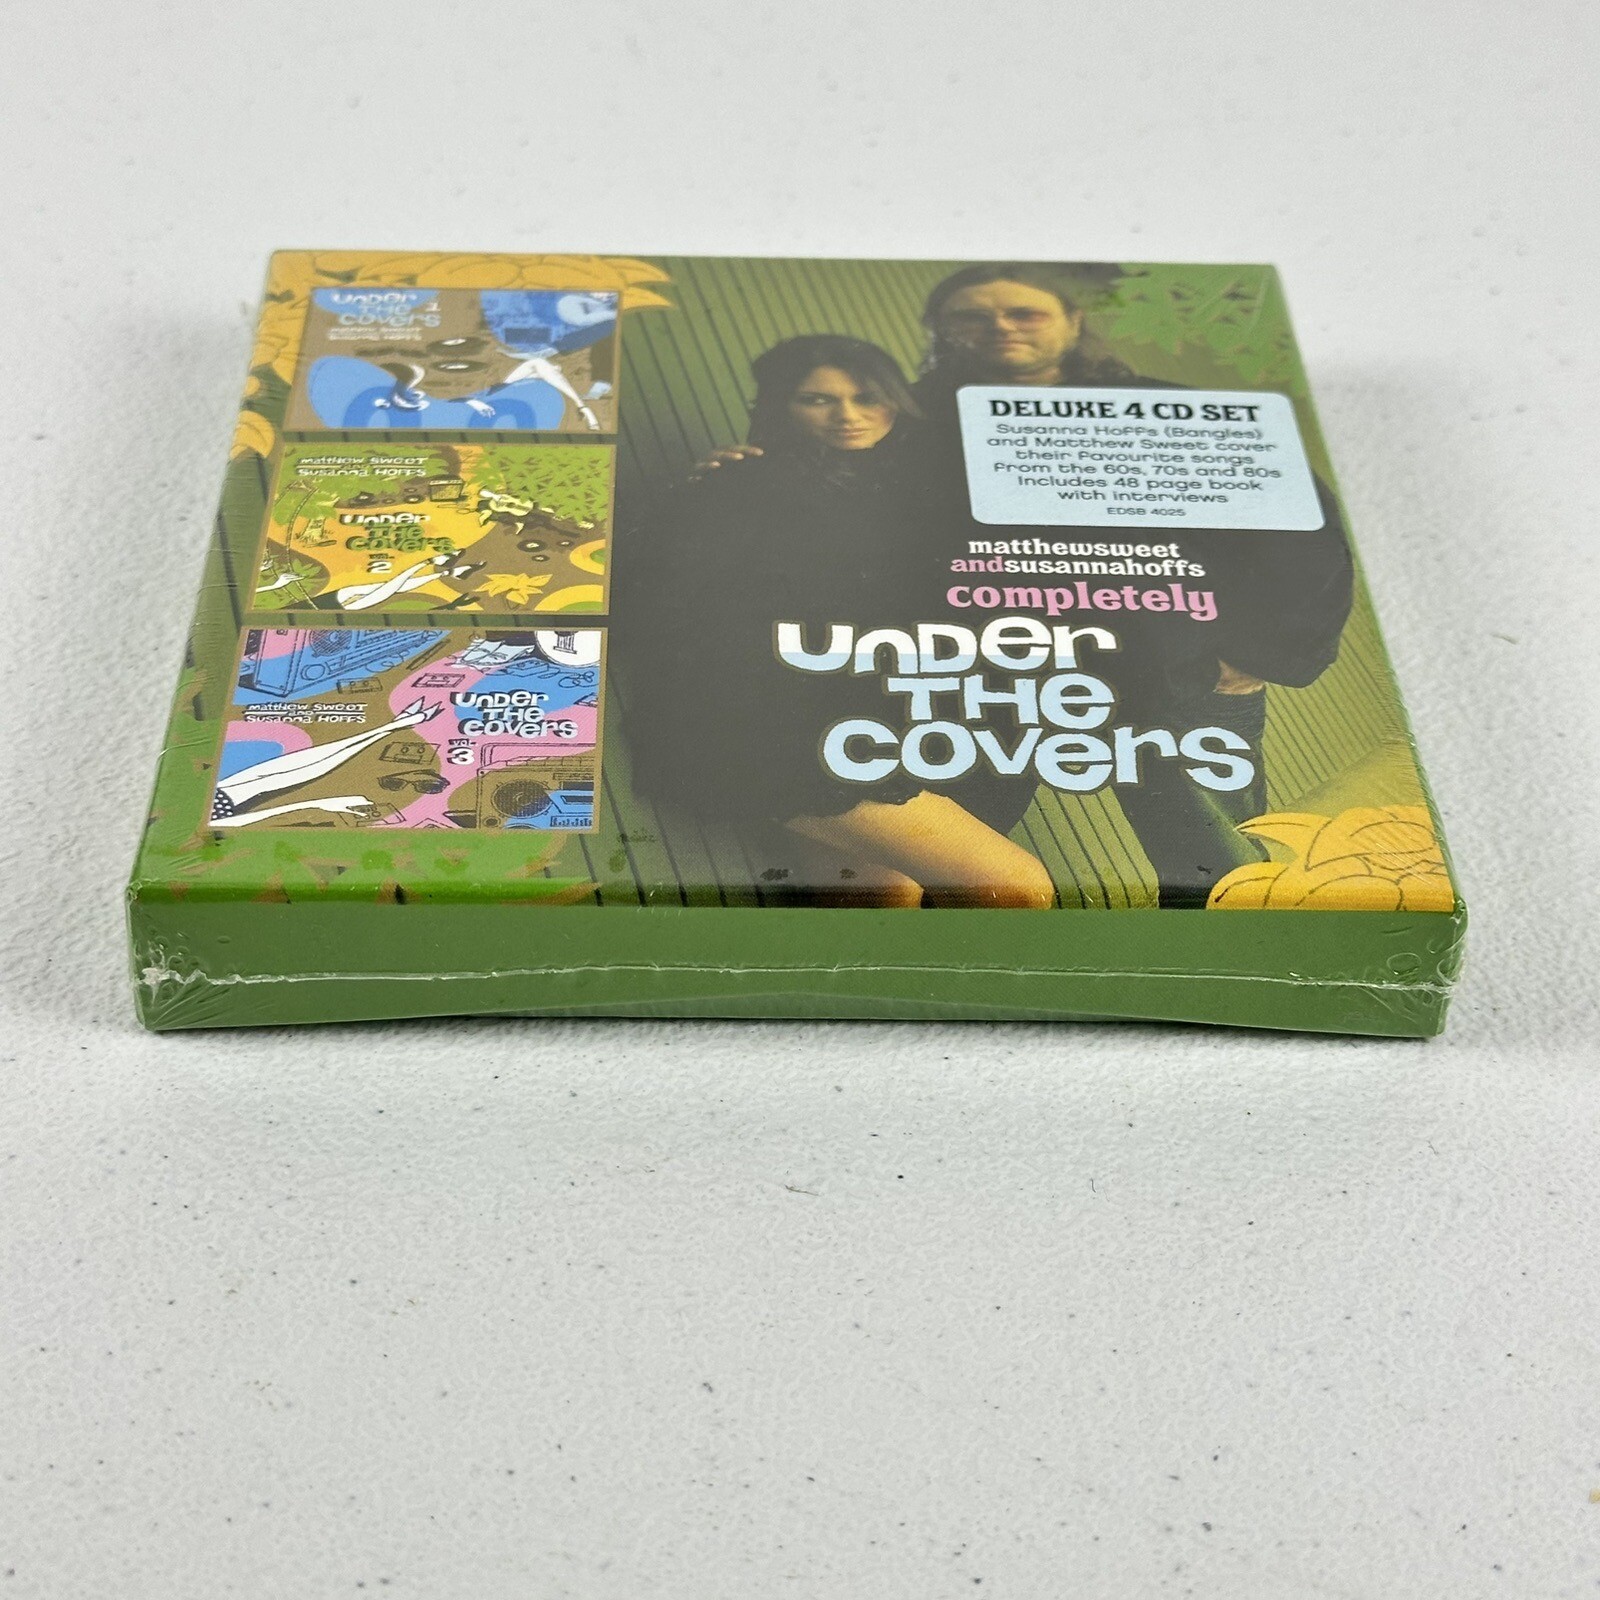 UNDER
THE 1
COVERS
matthew sweet
susanna hoffs
matthew sweet
and
susanna hoffs
UNDER
THE
COVERS
vol.
2
matthew sweet
and
susanna hoffs
UNDER
THE
COVERS
vol.
3
DELUXE 4 CD SET
Susanna Hoffs (Bangles)
and Matthew Sweet cover
their favourite songs
from the 60s, 70s and 80s
Includes 48 page book
with interviews
EDSB 4025
matthewsweet
andsusannahoffs
completely
UNDER
THE
COVERS